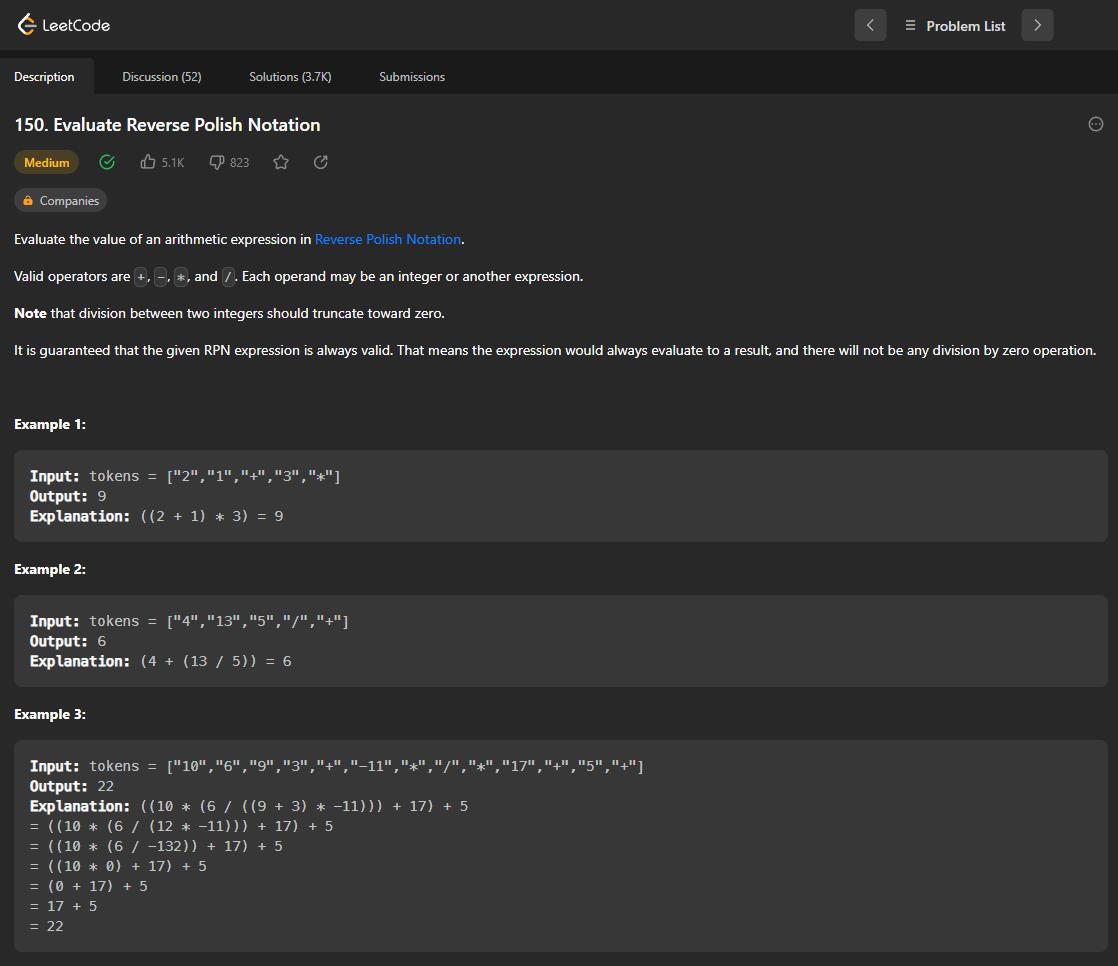 LeetCode
Problem List
Description
Discussion (52)
Solutions (3.7K)
Submissions
150. Evaluate Reverse Polish Notation
Medium
5.1K
823
Companies
Evaluate the value of an arithmetic expression in Reverse Polish Notation.
Valid operators are +, -, *, and /. Each operand may be an integer or another expression.
Note that division between two integers should truncate toward zero.
It is guaranteed that the given RPN expression is always valid. That means the expression would always evaluate to a result, and there will not be any division by zero operation.
Example 1:
Input: tokens = ["2","1","+","3","*"]
Output: 9
Explanation: ((2 + 1) * 3) = 9
Example 2:
Input: tokens = ["4","13","5","/","+"]
Output: 6
Explanation: (4 + (13 / 5)) = 6
Example 3:
Input: tokens = ["10","6","9","3","+","-11","*","/","*","17","+","5","+"]
Output: 22
Explanation: ((10 * (6 / ((9 + 3) * -11))) + 17) + 5
= ((10 * (6 / (12 * -11))) + 17) + 5
= ((10 * (6 / -132)) + 17) + 5
= ((10 * 0) + 17) + 5
= (0 + 17) + 5
= 17 + 5
= 22